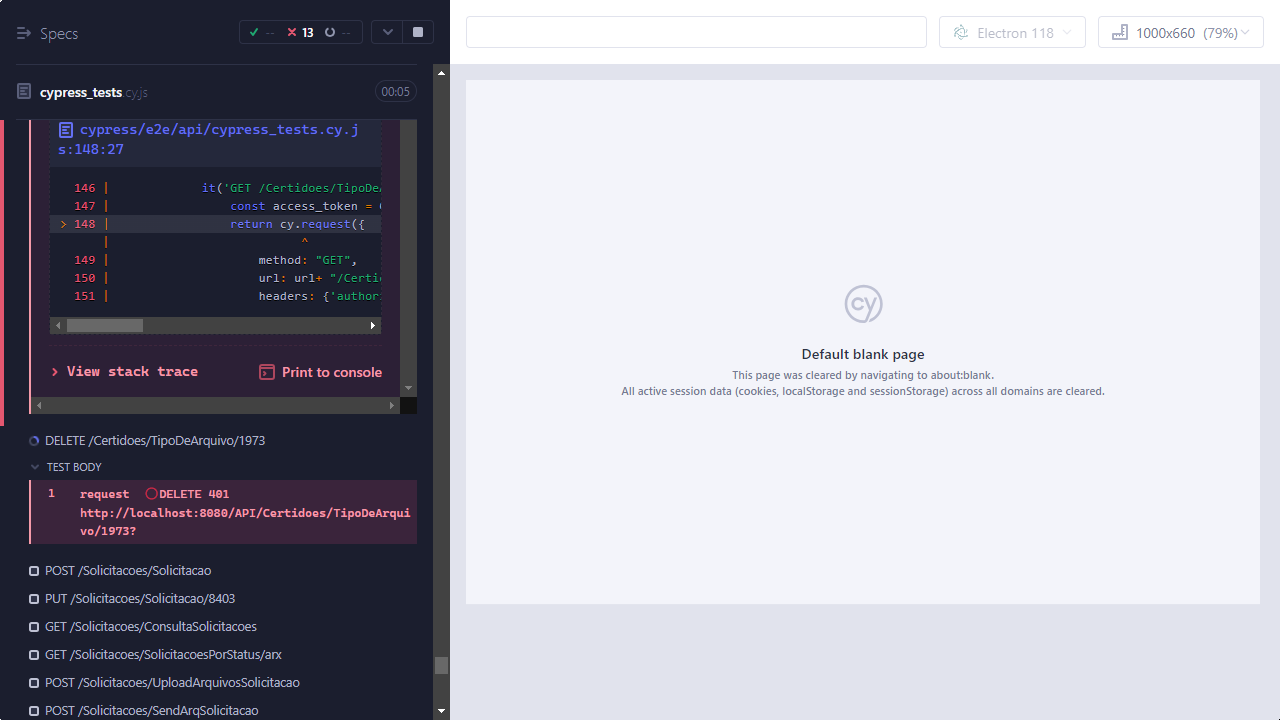 Specs
--
13
--
Electron 118
1000x660 (79%)
cypress_tests.cy.js
00:05
cypress/e2e/api/cypress_tests.cy.j
s:148:27
146 | it('GET /Certidoes/TipoDeA
147 | const access_token =
> 148 | return cy.request({
| ^
149 | method: "GET",
150 | url: url+ "/Certi
151 | headers: {'author
View stack trace
Print to console
DELETE /Certidoes/TipoDeArquivo/1973
TEST BODY
1 request DELETE 401
http://localhost:8080/API/Certidoes/TipoDeArqui
vo/1973?
POST /Solicitacoes/Solicitacao
PUT /Solicitacoes/Solicitacao/8403
GET /Solicitacoes/ConsultaSolicitacoes
GET /Solicitacoes/SolicitacoesPorStatus/arx
POST /Solicitacoes/UploadArquivosSolicitacao
POST /Solicitacoes/SendArqSolicitacao
cy
Default blank page
This page was cleared by navigating to about:blank.
All active session data (cookies, localStorage and sessionStorage) across all domains are cleared.